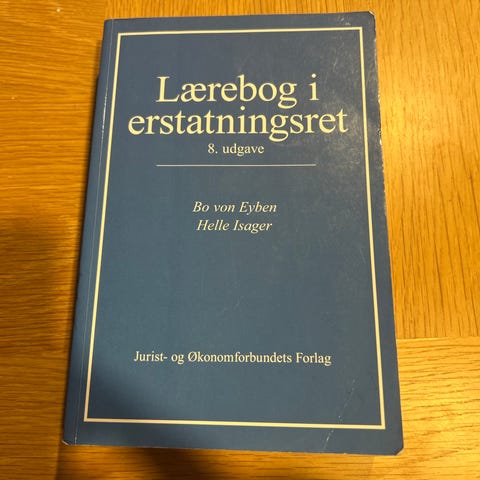 Lærebog i
erstatningsret
8. udgave
Bo von Eyben
Helle Isager
Jurist- og Økonomforbundets Forlag